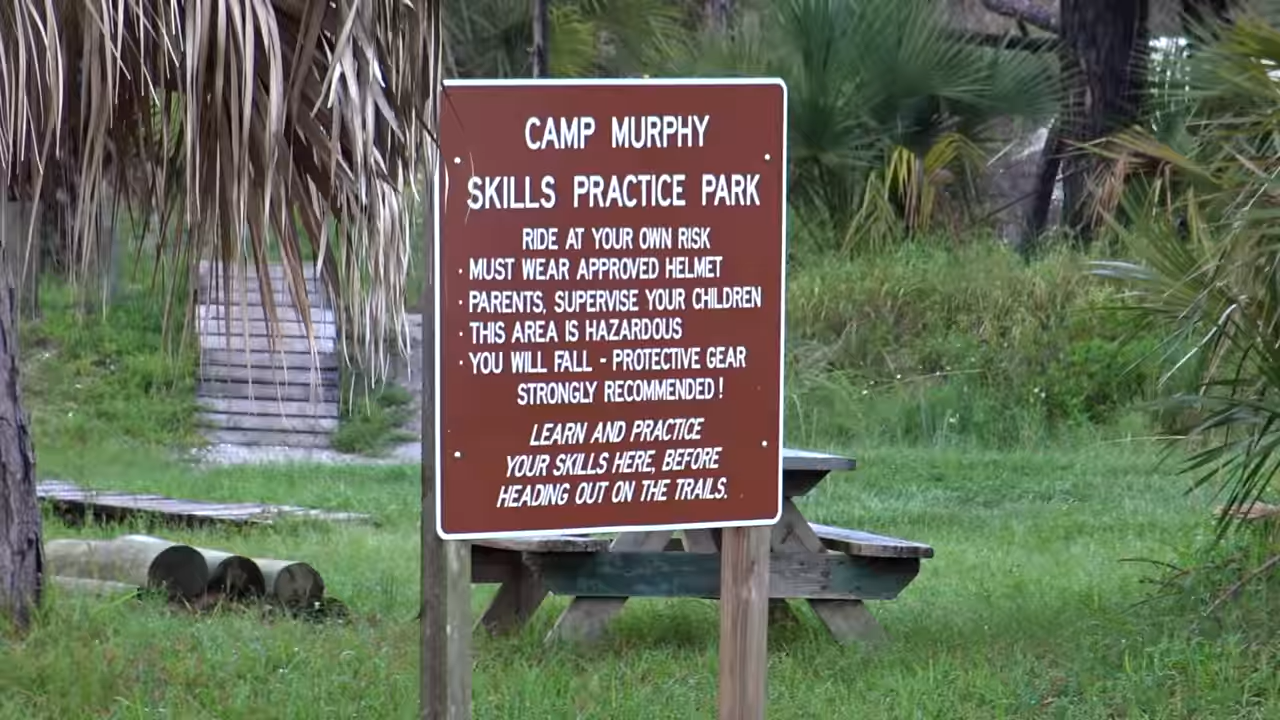 CAMP MURPHY
SKILLS PRACTICE PARK
RIDE AT YOUR OWN RISK
· MUST WEAR APPROVED HELMET
· PARENTS, SUPERVISE YOUR CHILDREN
· THIS AREA IS HAZARDOUS
· YOU WILL FALL - PROTECTIVE GEAR
STRONGLY RECOMMENDED!
LEARN AND PRACTICE
YOUR SKILLS HERE, BEFORE
HEADING OUT ON THE TRAILS.